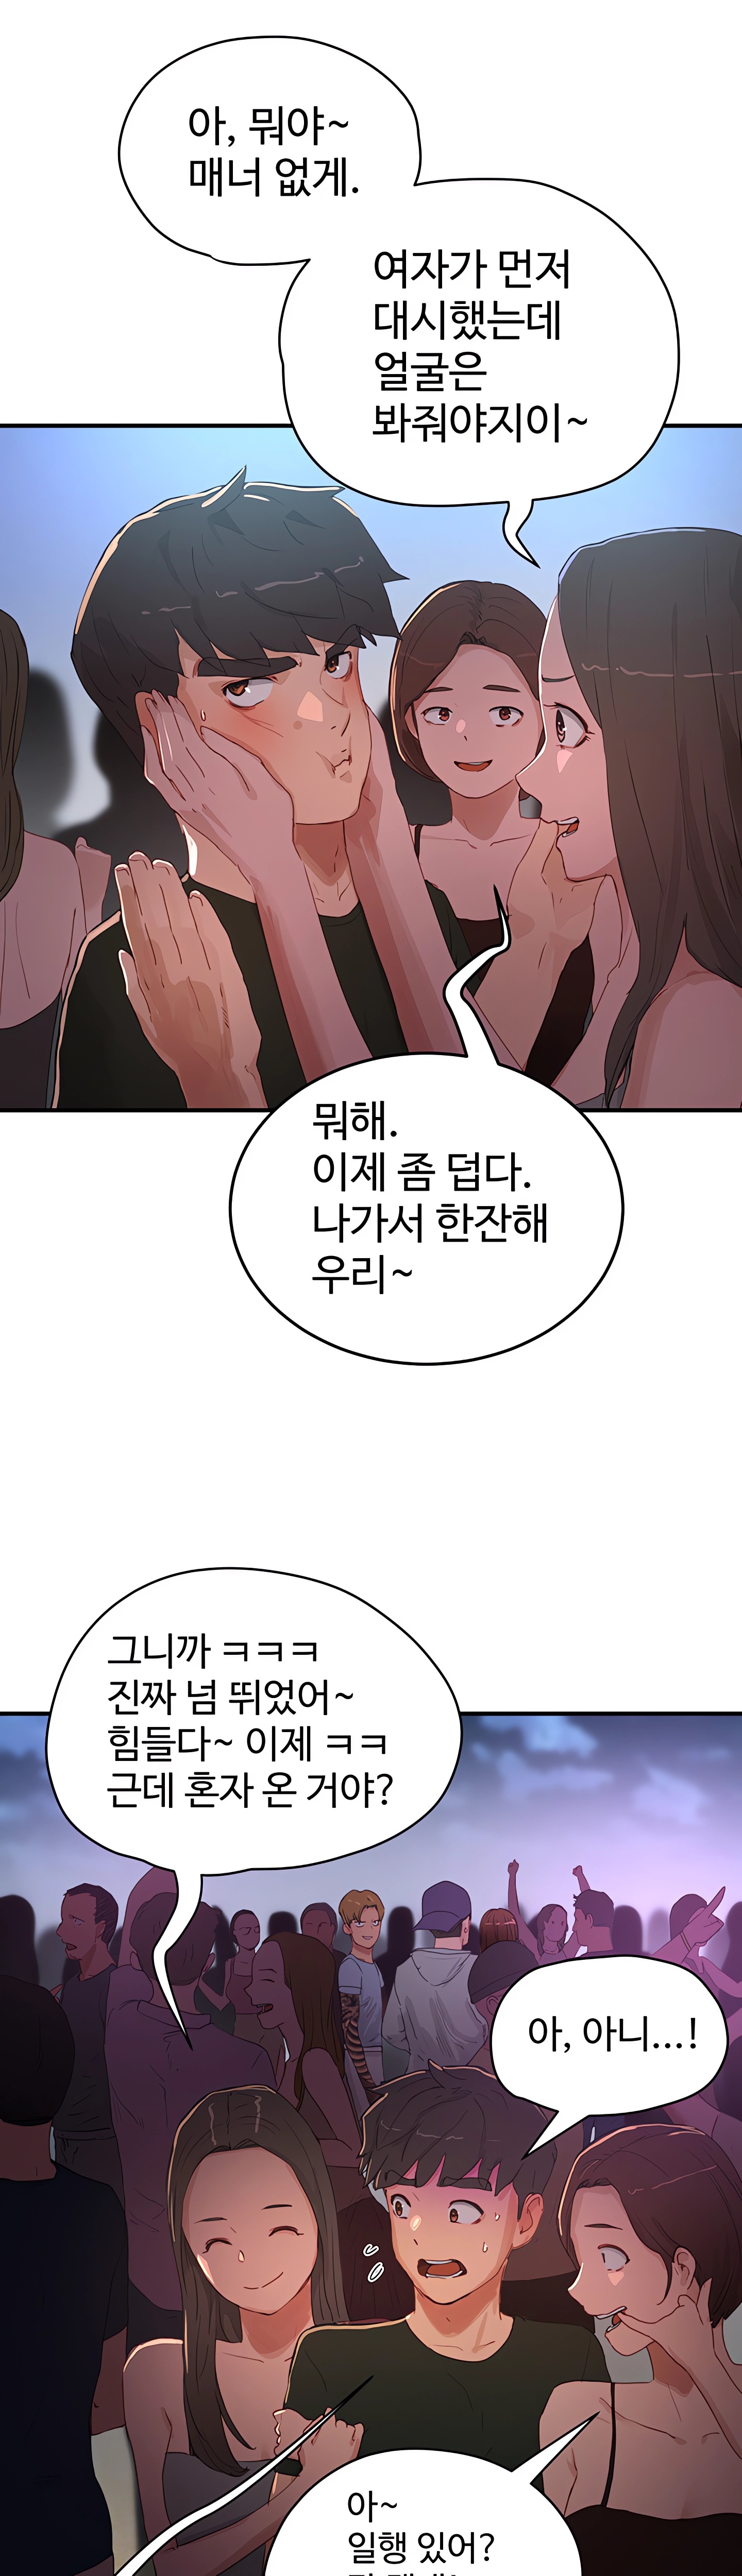 아, 뭐야~
매너 없게.
여자가 먼저
대시했는데
얼굴은
봐줘야지이~
뭐해.
이제 좀 덥다.
나가서 한잔해
우리~
그니까 ㅋㅋㅋ
진짜 넘 뛰었어~
힘들다~ 이제 ㅋㅋ
근데 혼자 온 거야?
아, 아니...!
아~
일행 있어?